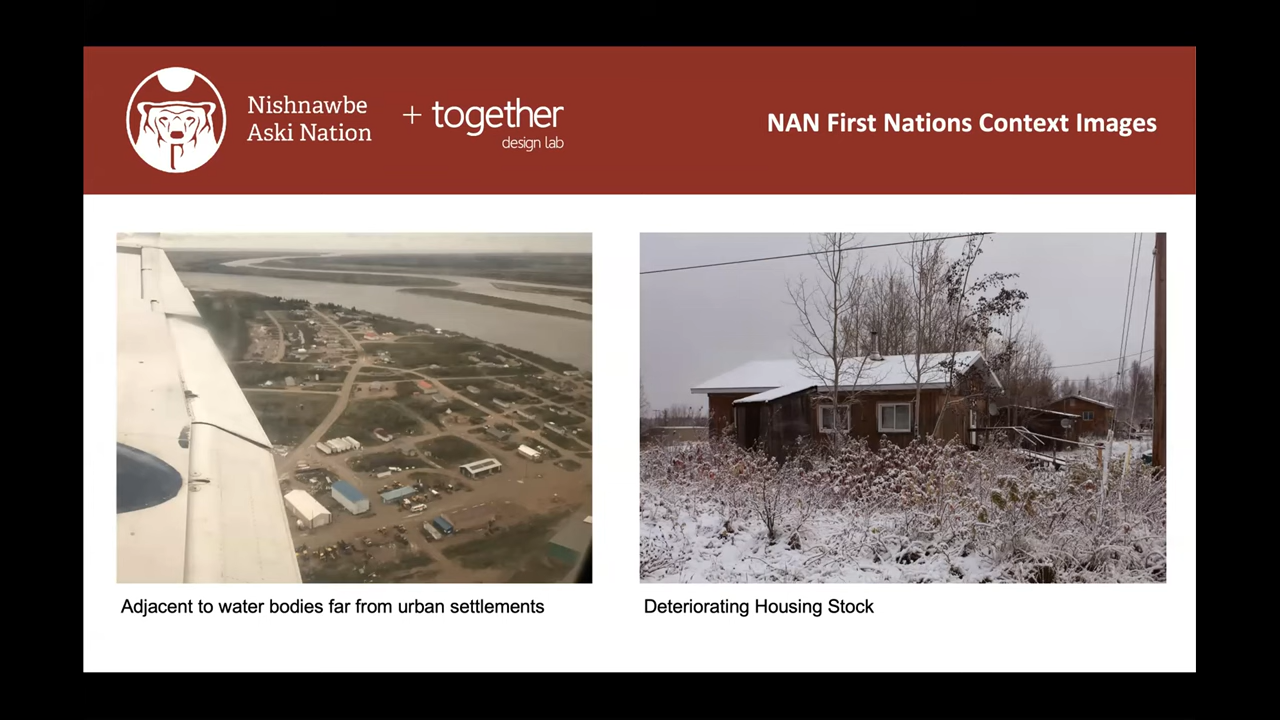 Nishnawbe
Aski Nation
+ together
design lab
NAN First Nations Context Images
Adjacent to water bodies far from urban settlements
Deteriorating Housing Stock